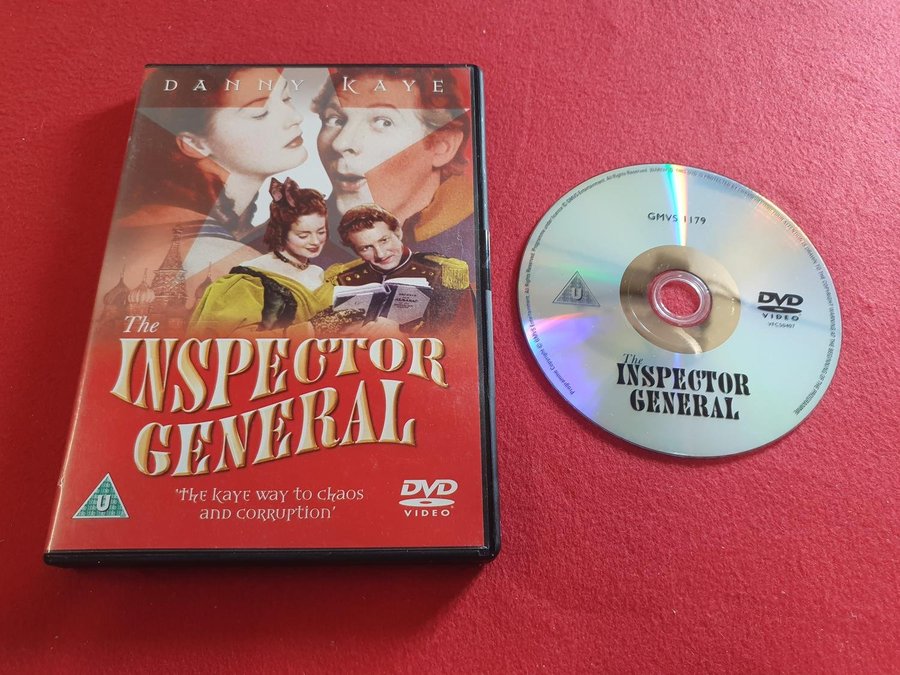 DANNY KAYE
The
INSPECTOR
GENERAL
U
'The Kaye way to chaos
and corruption'
DVD
VIDEO
GMVS 1179
U
DVD
VIDEO
VFC50407
The
INSPECTOR
GENERAL